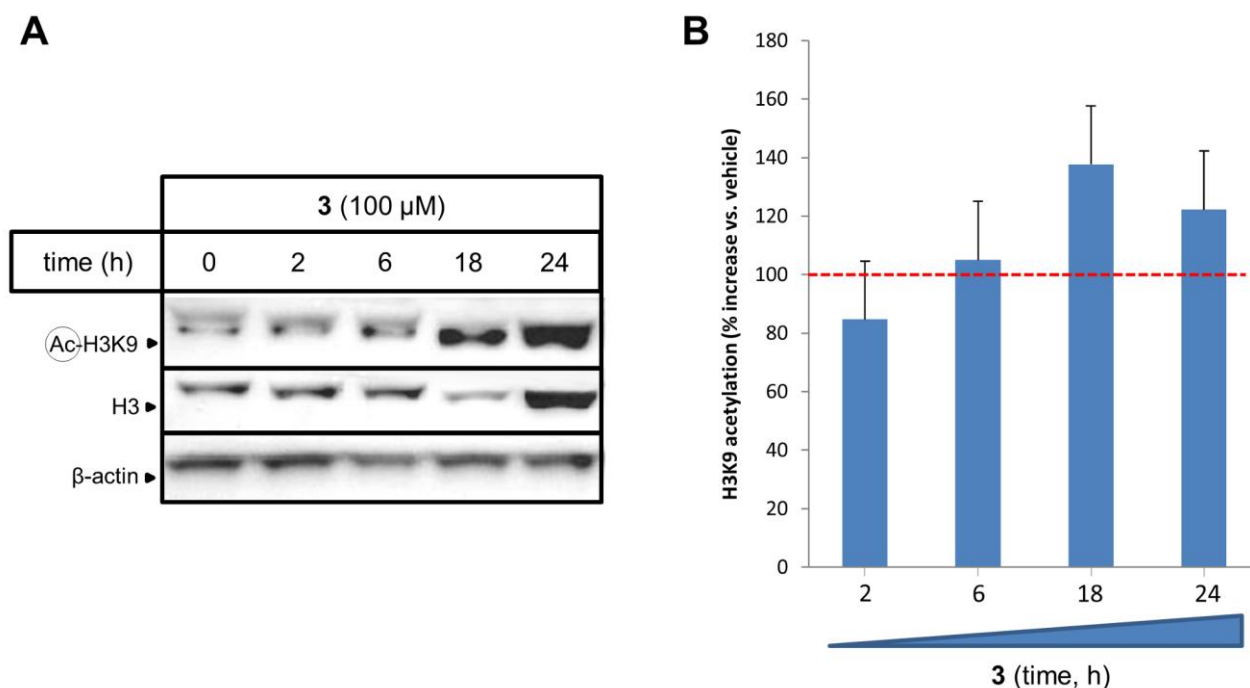 A
3 (100 µM)
time (h) 0 2 6 18 24
Ac-H3K9
H3
β-actin
B
H3K9 acetylation (% increase vs. vehicle)
180
160
140
120
100
80
60
40
20
0
2 6 18 24
3 (time, h)